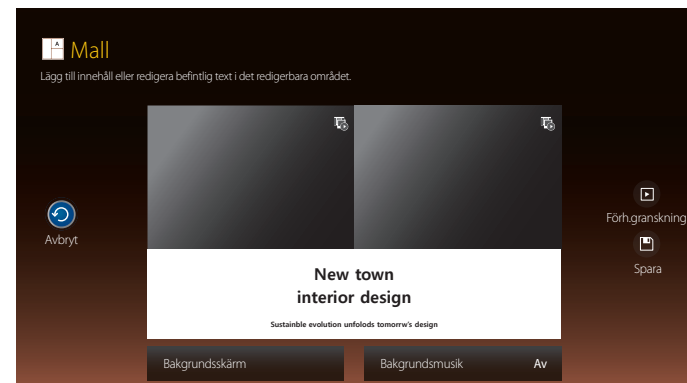 A Mall
Lägg till innehåll eller redigera befintlig text i det redigerbara området.
Avbryt
New town
interior design
Sustainble evolution unfolods tomorrw's design
Förh.granskning
Spara
Bakgrundsskärm
Bakgrundsmusik Av